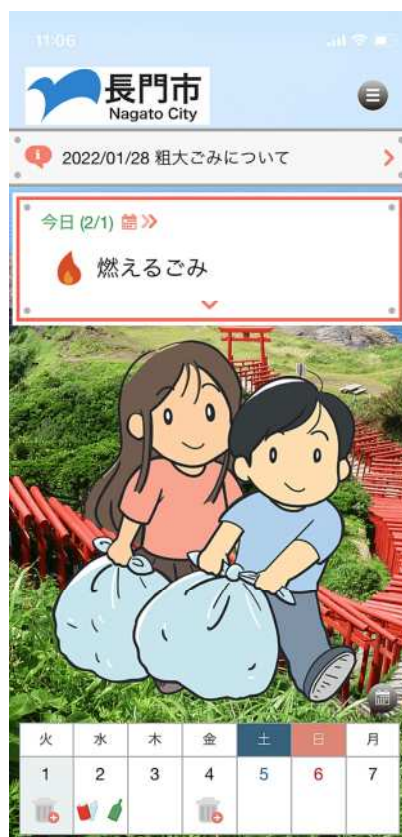 11:06
長門市
Nagato City
2022/01/28 粗大ごみについて
今日 (2/1)
燃えるごみ
火 水 木 金 土 日 月
1 2 3 4 5 6 7